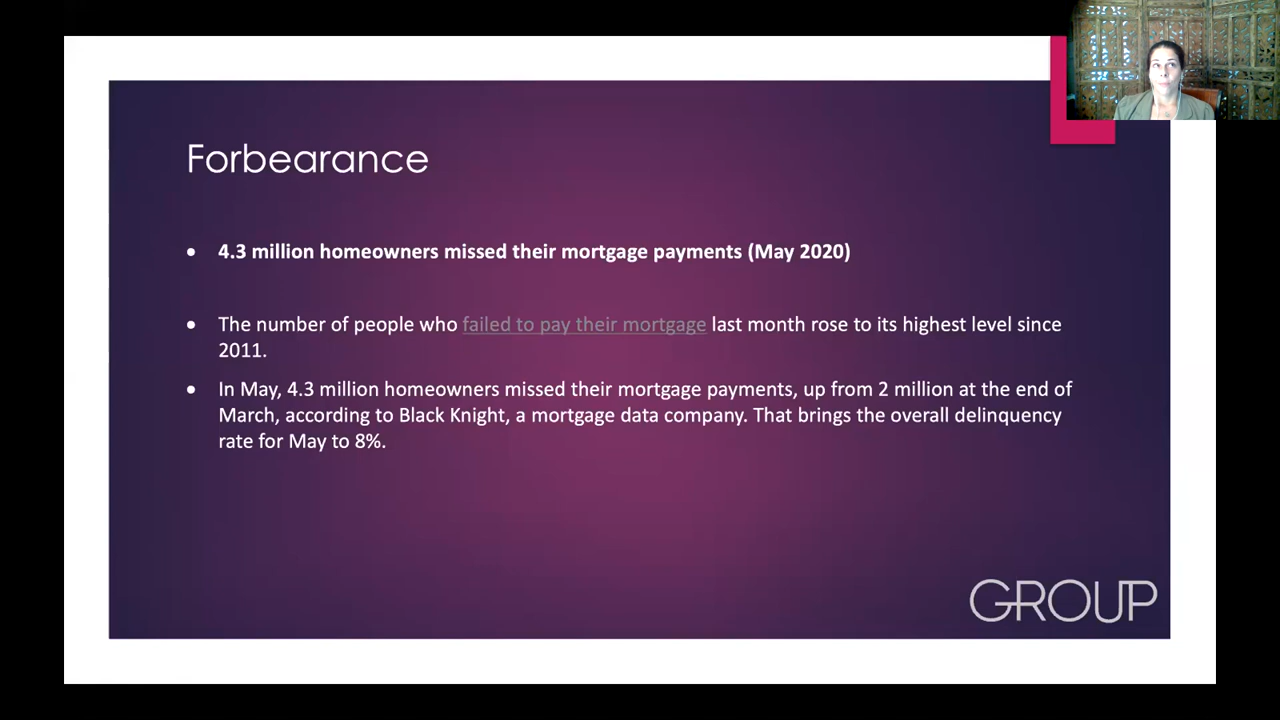 Forbearance
• 4.3 million homeowners missed their mortgage payments (May 2020)
• The number of people who failed to pay their mortgage last month rose to its highest level since
2011.
• In May, 4.3 million homeowners missed their mortgage payments, up from 2 million at the end of
March, according to Black Knight, a mortgage data company. That brings the overall delinquency
rate for May to 8%.
GROUP